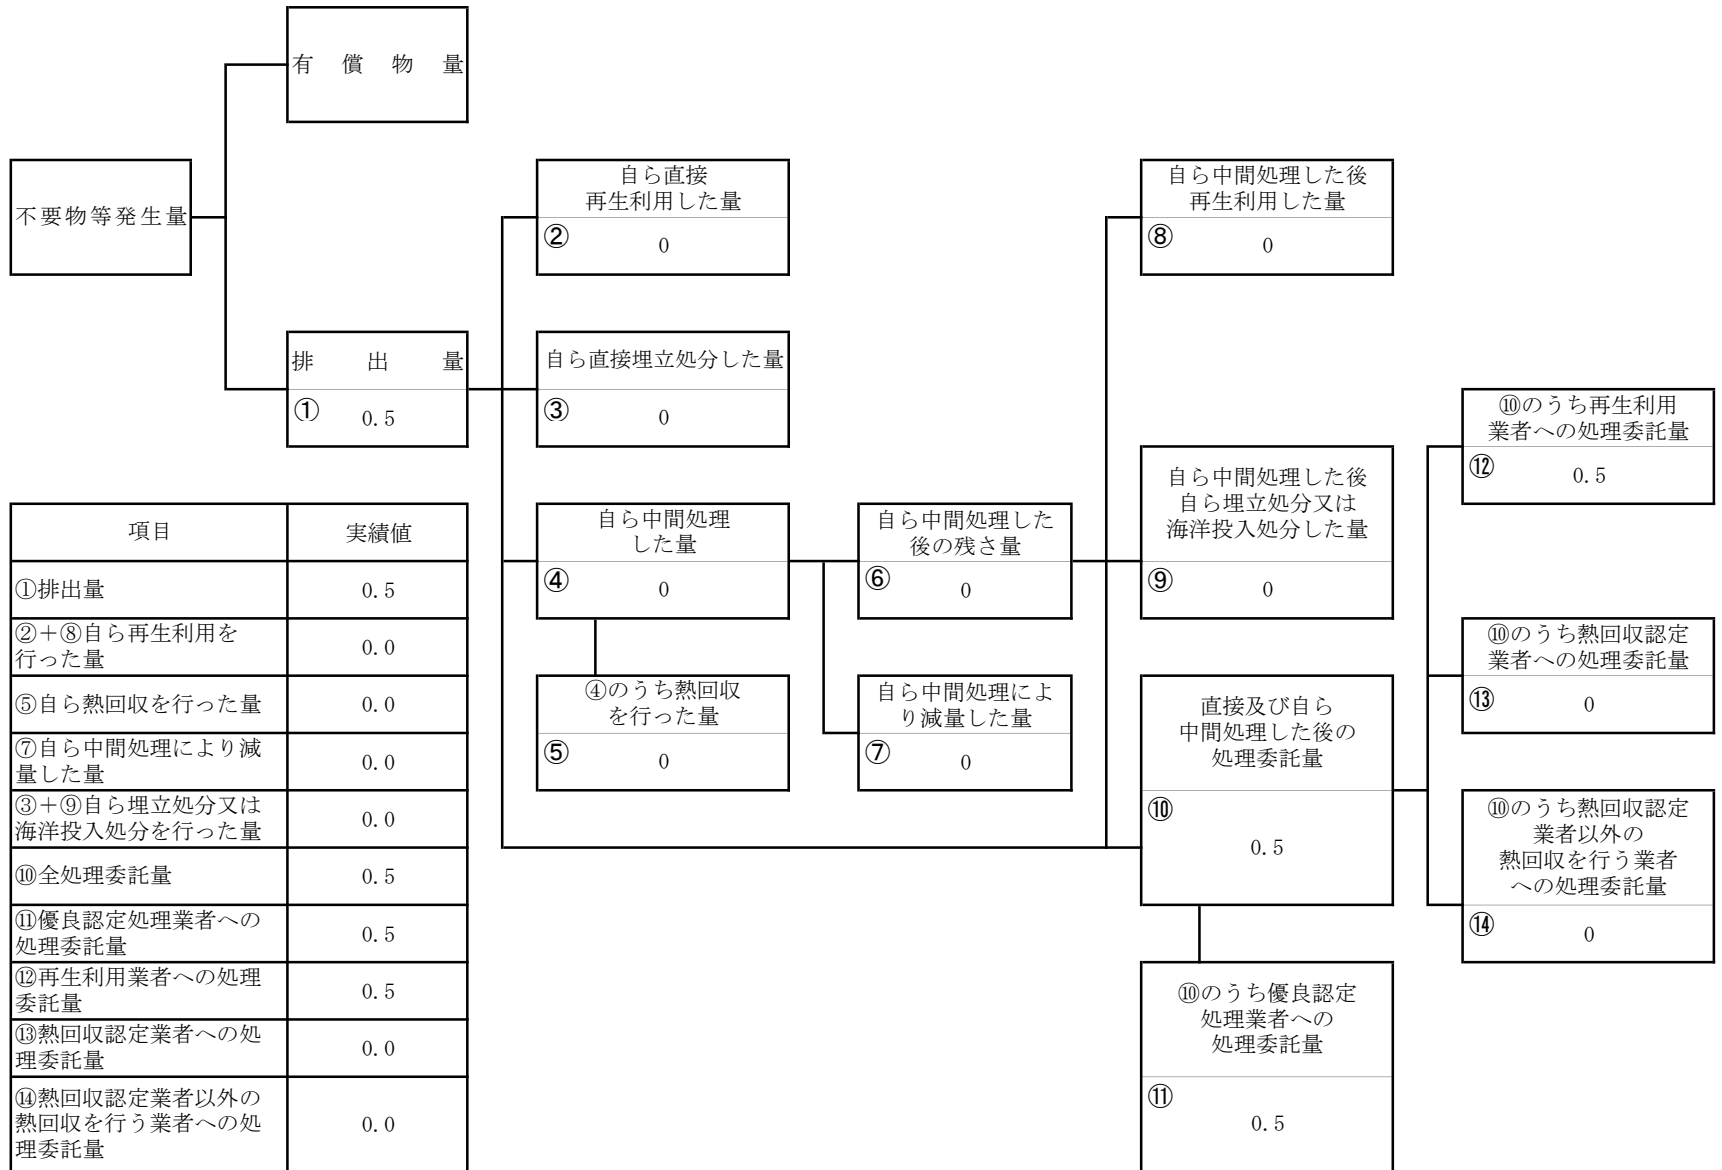 有償物量
不要物等発生量
自ら直接
再生利用した量
②
0
自ら中間処理した後
再生利用した量
⑧
0
排出量
①
0.5
自ら直接埋立処分した量
③
0
⑩のうち再生利用
業者への処理委託量
⑫
0.5
自ら中間処理した後
自ら埋立処分又は
海洋投入処分した量
⑨
0
自ら中間処理
した量
④
0
自ら中間処理した
後の残さ量
⑥
0
⑩のうち熱回収認定
業者への処理委託量
⑬
0
④のうち熱回収
を行った量
⑤
0
自ら中間処理によ
り減量した量
⑦
0
直接及び自ら
中間処理した後の
処理委託量
⑩
0.5
⑩のうち熱回収認定
業者以外の
熱回収を行う業者
への処理委託量
⑭
0
⑩のうち優良認定
処理業者への
処理委託量
⑪
0.5
項目
実績値
①排出量
0.5
②+⑧自ら再生利用を
行った量
0.0
⑤自ら熱回収を行った量
0.0
⑦自ら中間処理により減
量した量
0.0
③+⑨自ら埋立処分又は
海洋投入処分を行った量
0.0
⑩全処理委託量
0.5
⑪優良認定処理業者への
処理委託量
0.5
⑫再生利用業者への処理
委託量
0.5
⑬熱回収認定業者への処
理委託量
0.0
⑭熱回収認定業者以外の
熱回収を行う業者への処
理委託量
0.0